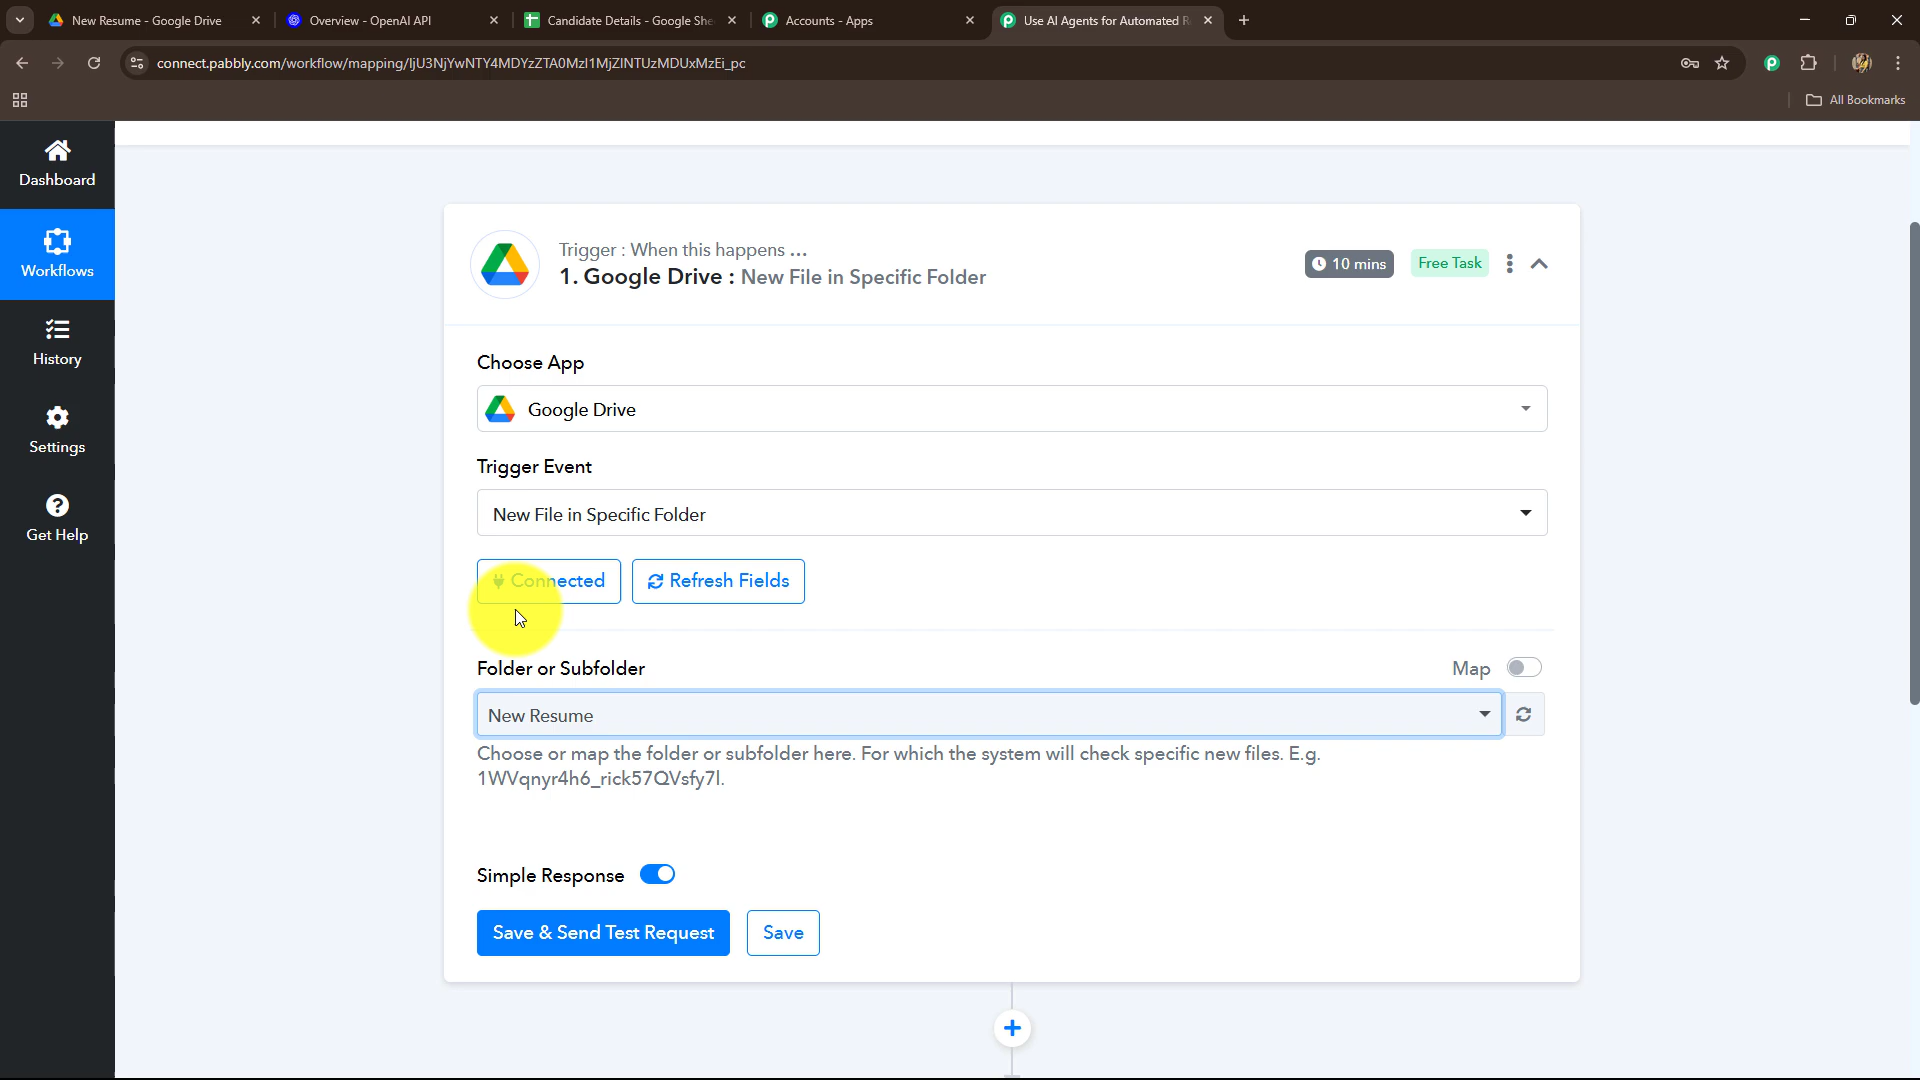 New Resume - Google Drive
Overview - OpenAI API
Candidate Details - Google She
Accounts - Apps
Use AI Agents for Automated R
connect.pabbly.com/workflow/mapping/IjU3NjYwNTY4MDYzZTA0MzI1MjZlNTUzMDUxMzEi_pc
All Bookmarks
Dashboard
Workflows
History
Settings
Get Help
Trigger : When this happens ...
1. Google Drive : New File in Specific Folder
10 mins
Free Task
Choose App
Google Drive
Trigger Event
New File in Specific Folder
Connected
Refresh Fields
Folder or Subfolder
Map
New Resume
Choose or map the folder or subfolder here. For which the system will check specific new files. E.g.
1WVqnyr4h6_rick57QVsfy7l.
Simple Response
Save & Send Test Request
Save